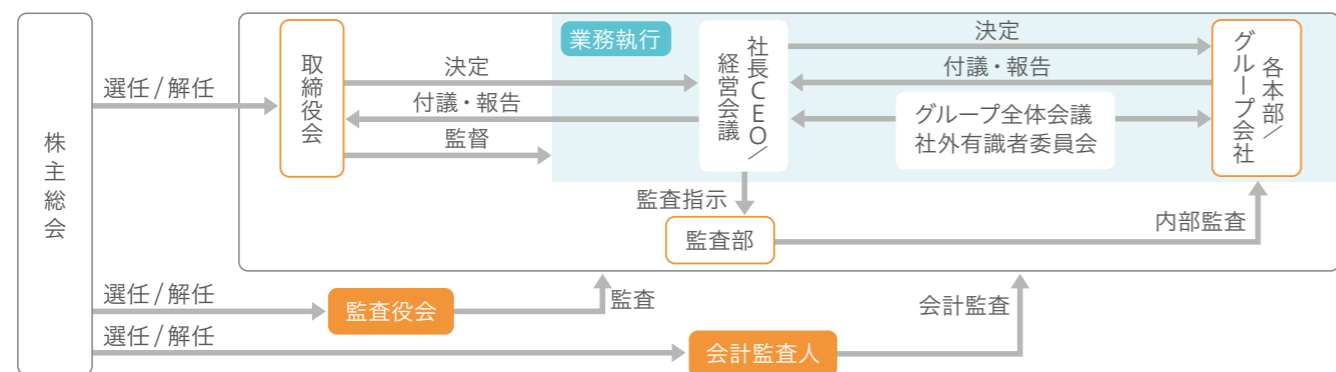 株主総会
選任/解任
取締役会
決定
付議・報告
監督
業務執行
社長CEO/
経営会議
決定
付議・報告
グループ全体会議
社外有識者委員会
各本部/
グループ会社
監査指示
監査部
内部監査
選任/解任
監査役会
監査
会計監査
選任/解任
会計監査人